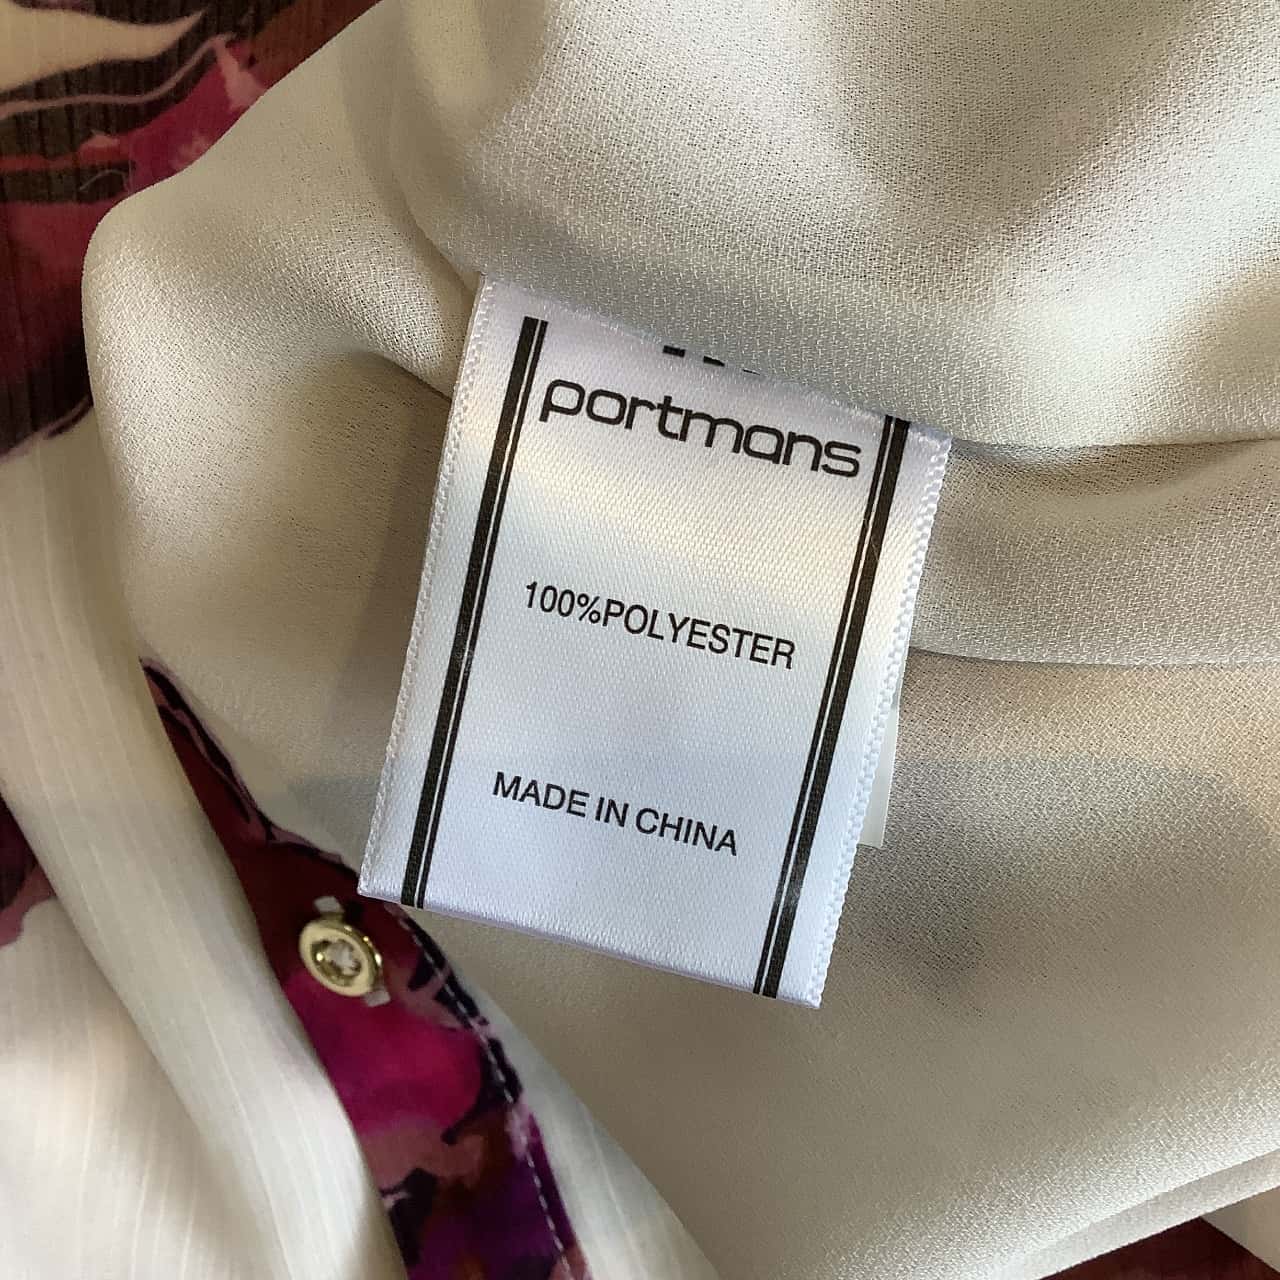 portmans
100%POLYESTER
MADE IN CHINA